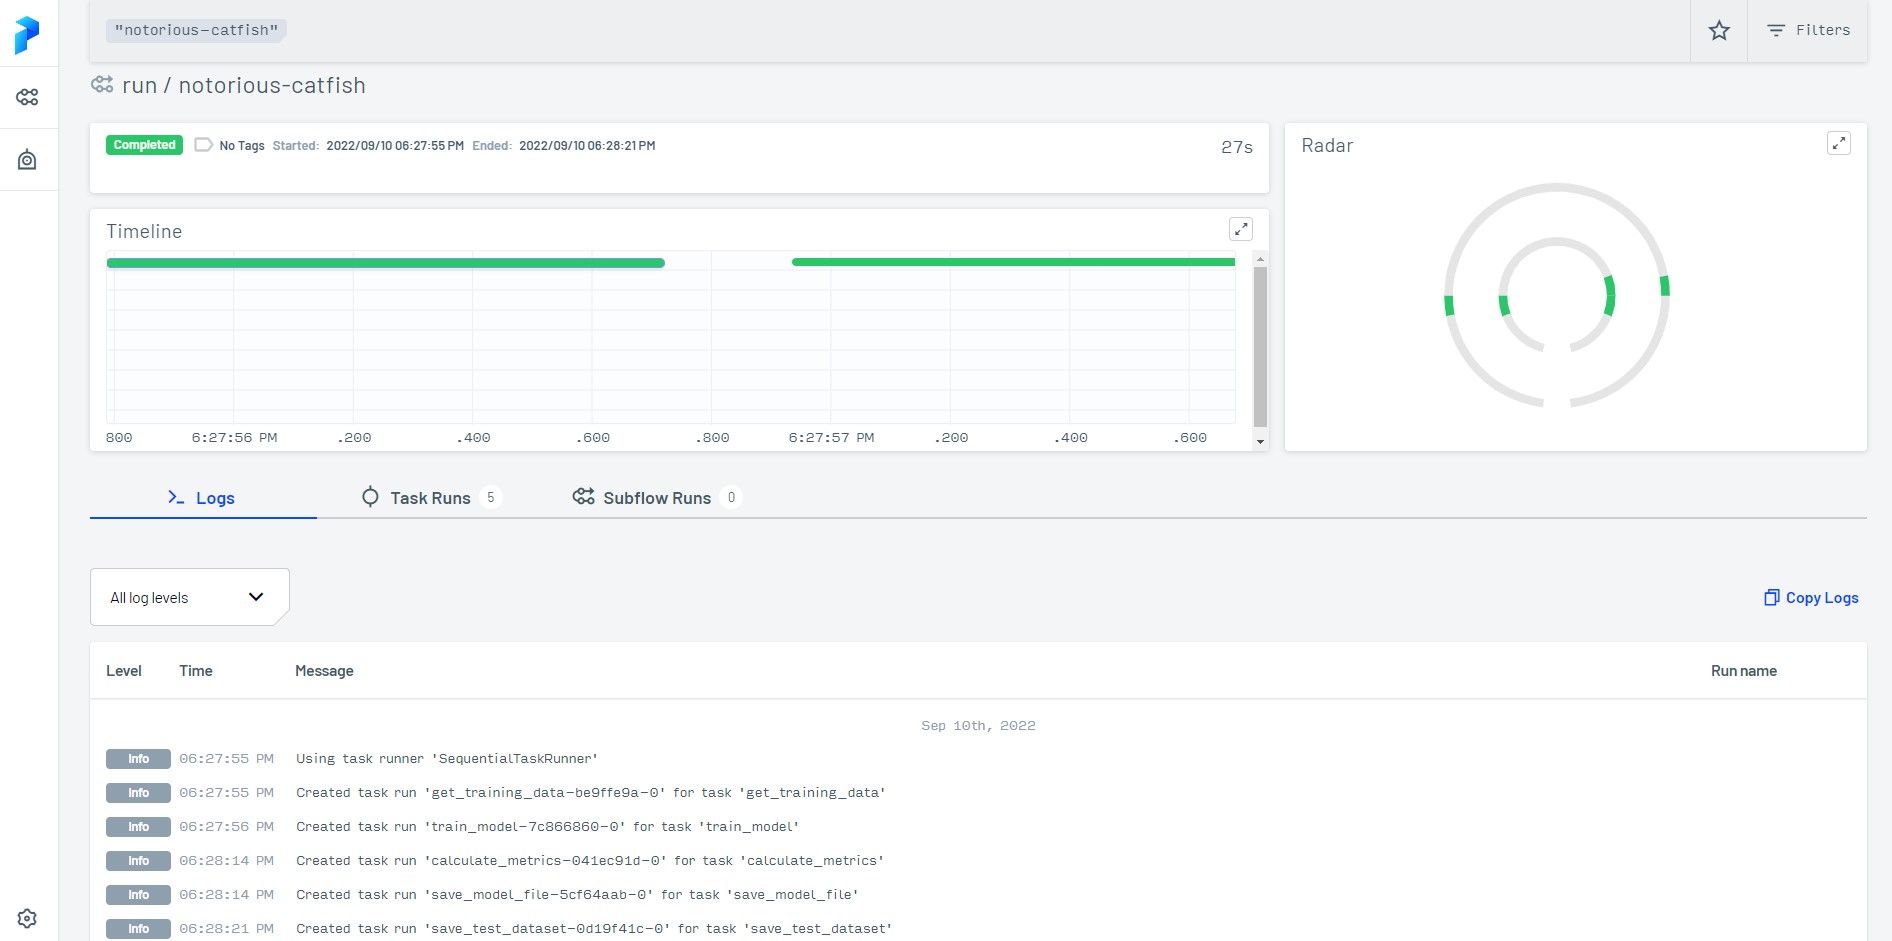 "notorious-catfish"
Filters
run / notorious-catfish
Completed No Tags Started: 2022/09/10 06:27:55 PM Ended: 2022/09/10 06:28:21 PM 27s
Radar
Timeline
800 6:27:56 PM .200 .400 .600 .800 6:27:57 PM .200 .400 .600
Logs Task Runs 5 Subflow Runs 0
All log levels
Copy Logs
Level Time Message Run name
Sep 10th, 2022
Info 06:27:55 PM Using task runner 'SequentialTaskRunner'
Info 06:27:55 PM Created task run 'get_training_data-be9ffe9a-0' for task 'get_training_data'
Info 06:27:56 PM Created task run 'train_model-7c866860-0' for task 'train_model'
Info 06:28:14 PM Created task run 'calculate_metrics-041ec91d-0' for task 'calculate_metrics'
Info 06:28:14 PM Created task run 'save_model_file-5cf64aab-0' for task 'save_model_file'
Info 06:28:21 PM Created task run 'save_test_dataset-0d19f41c-0' for task 'save_test_dataset'